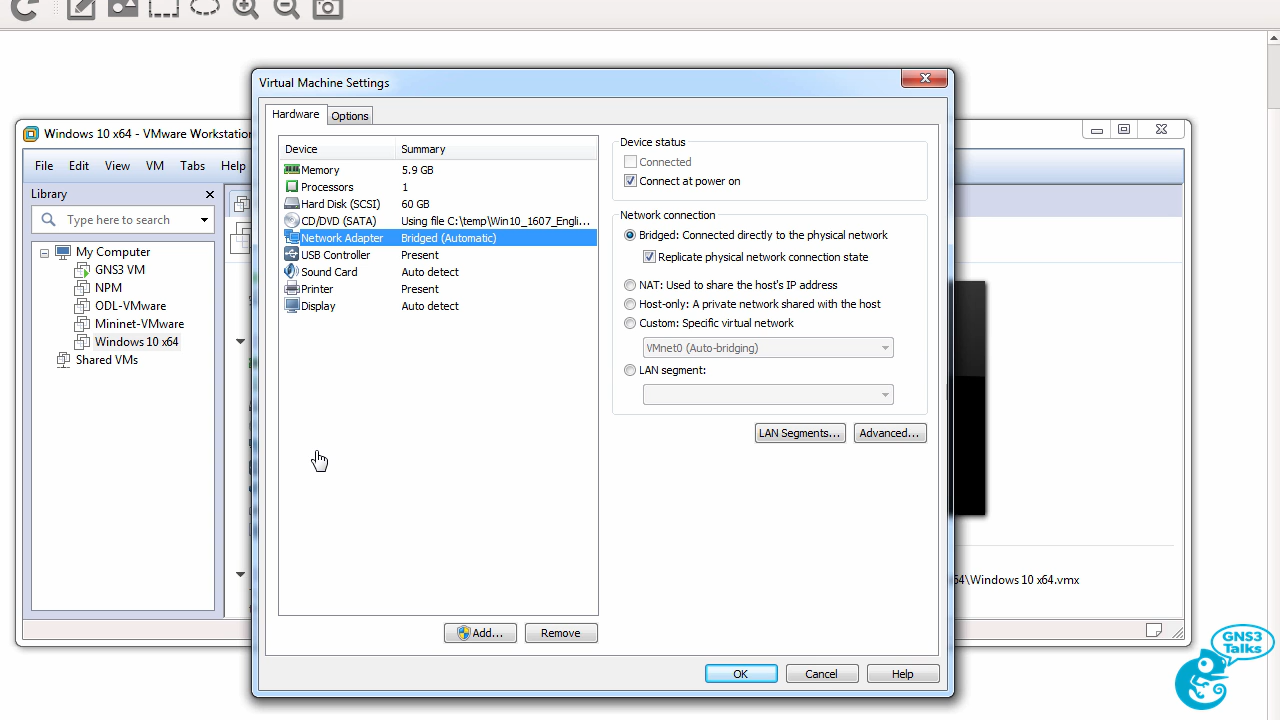 Virtual Machine Settings
Hardware
Options
Windows 10 x64 - VMware Workstation
File Edit View VM Tabs Help
Library
Type here to search
My Computer
GNS3 VM
NPM
ODL-VMware
Mininet-VMware
Windows 10 x64
Shared VMs
Device Summary
Memory 5.9 GB
Processors 1
Hard Disk (SCSI) 60 GB
CD/DVD (SATA) Using file C:\temp\Win10_1607_Engli...
Network Adapter Bridged (Automatic)
USB Controller Present
Sound Card Auto detect
Printer Present
Display Auto detect
Add...
Remove
Device status
Connected
Connect at power on
Network connection
Bridged: Connected directly to the physical network
Replicate physical network connection state
NAT: Used to share the host's IP address
Host-only: A private network shared with the host
Custom: Specific virtual network
VMnet0 (Auto-bridging)
LAN segment:
LAN Segments...
Advanced...
64\Windows 10 x64.vmx
OK
Cancel
Help
GNS3
Talks